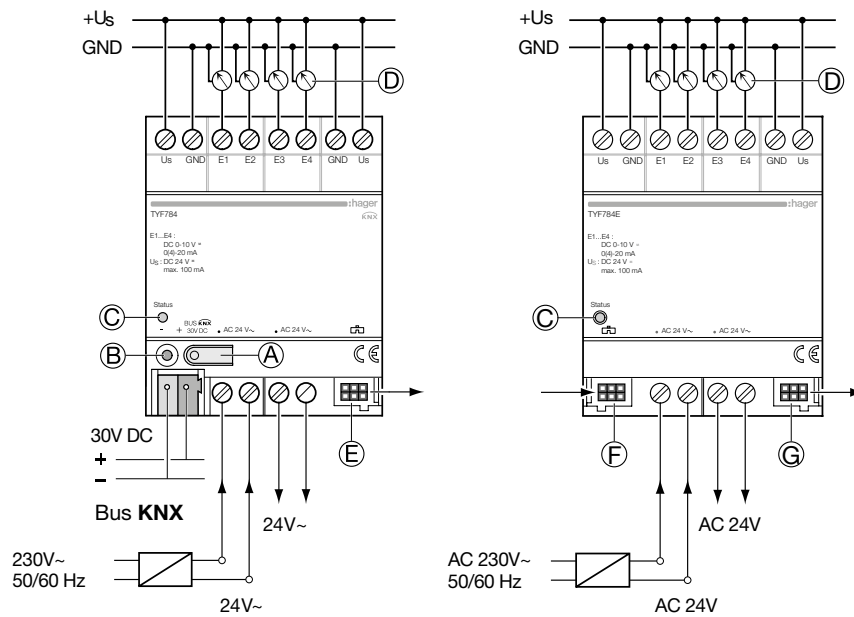 +Us
GND
D
Us GND E1 E2 E3 E4 GND Us
:hager
TYF784
KNX
E1...E4 :
DC 0-10 V =
0(4)-20 mA
Us : DC 24 V =
max. 100 mA
Status
C
- + BUS KNX 30V DC • AC 24 V~ • AC 24 V~
B
A
CE
30V DC
+
-
E
Bus KNX
24V~
230V~
50/60 Hz
24V~
+Us
GND
D
Us GND E1 E2 E3 E4 GND Us
:hager
TYF784E
E1...E4 :
DC 0-10 V =
0(4)-20 mA
Us : DC 24 V =
max. 100 mA
Status
C
• AC 24 V~ • AC 24 V~
CE
F
G
AC 24V
AC 230V~
50/60 Hz
AC 24V